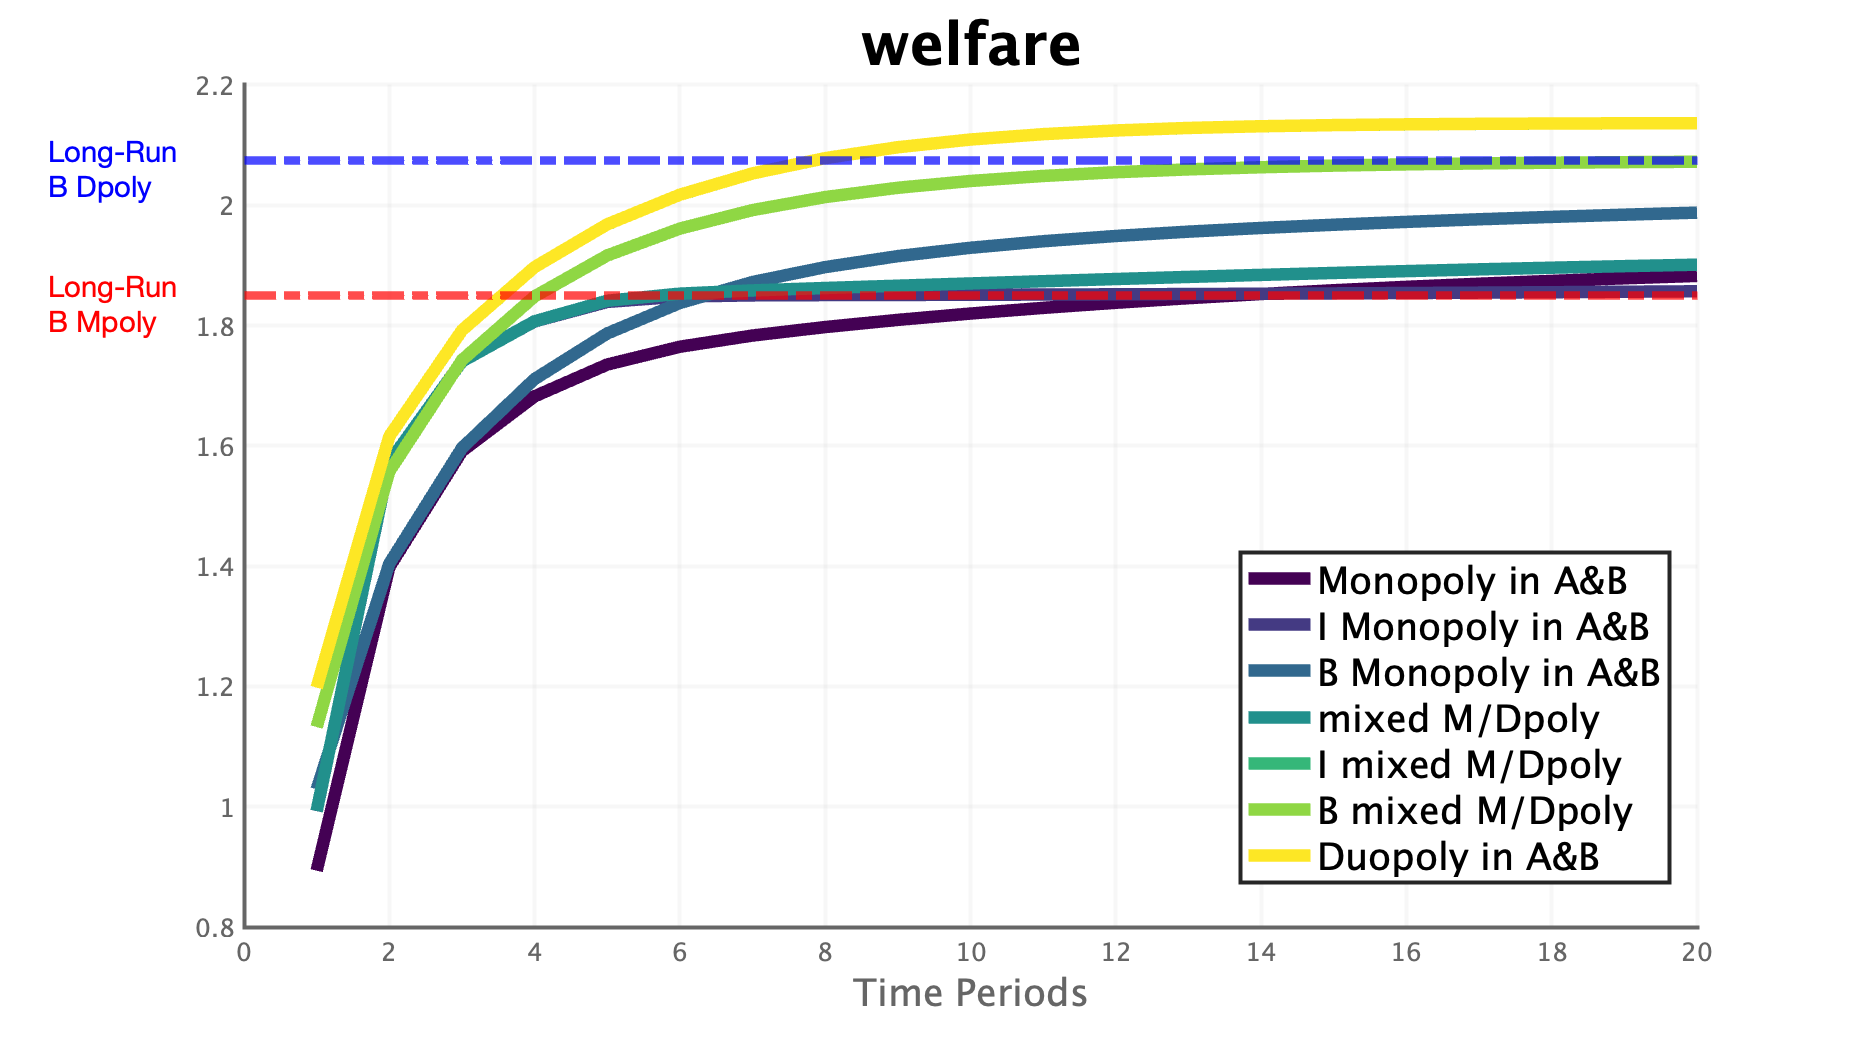 welfare
2.2
2
1.8
1.6
1.4
1.2
1
0.8
Long-Run
B Dpoly
Long-Run
B Mpoly
Monopoly in A&B
I Monopoly in A&B
B Monopoly in A&B
mixed M/Dpoly
I mixed M/Dpoly
B mixed M/Dpoly
Duopoly in A&B
0 2 4 6 8 10 12 14 16 18 20
Time Periods